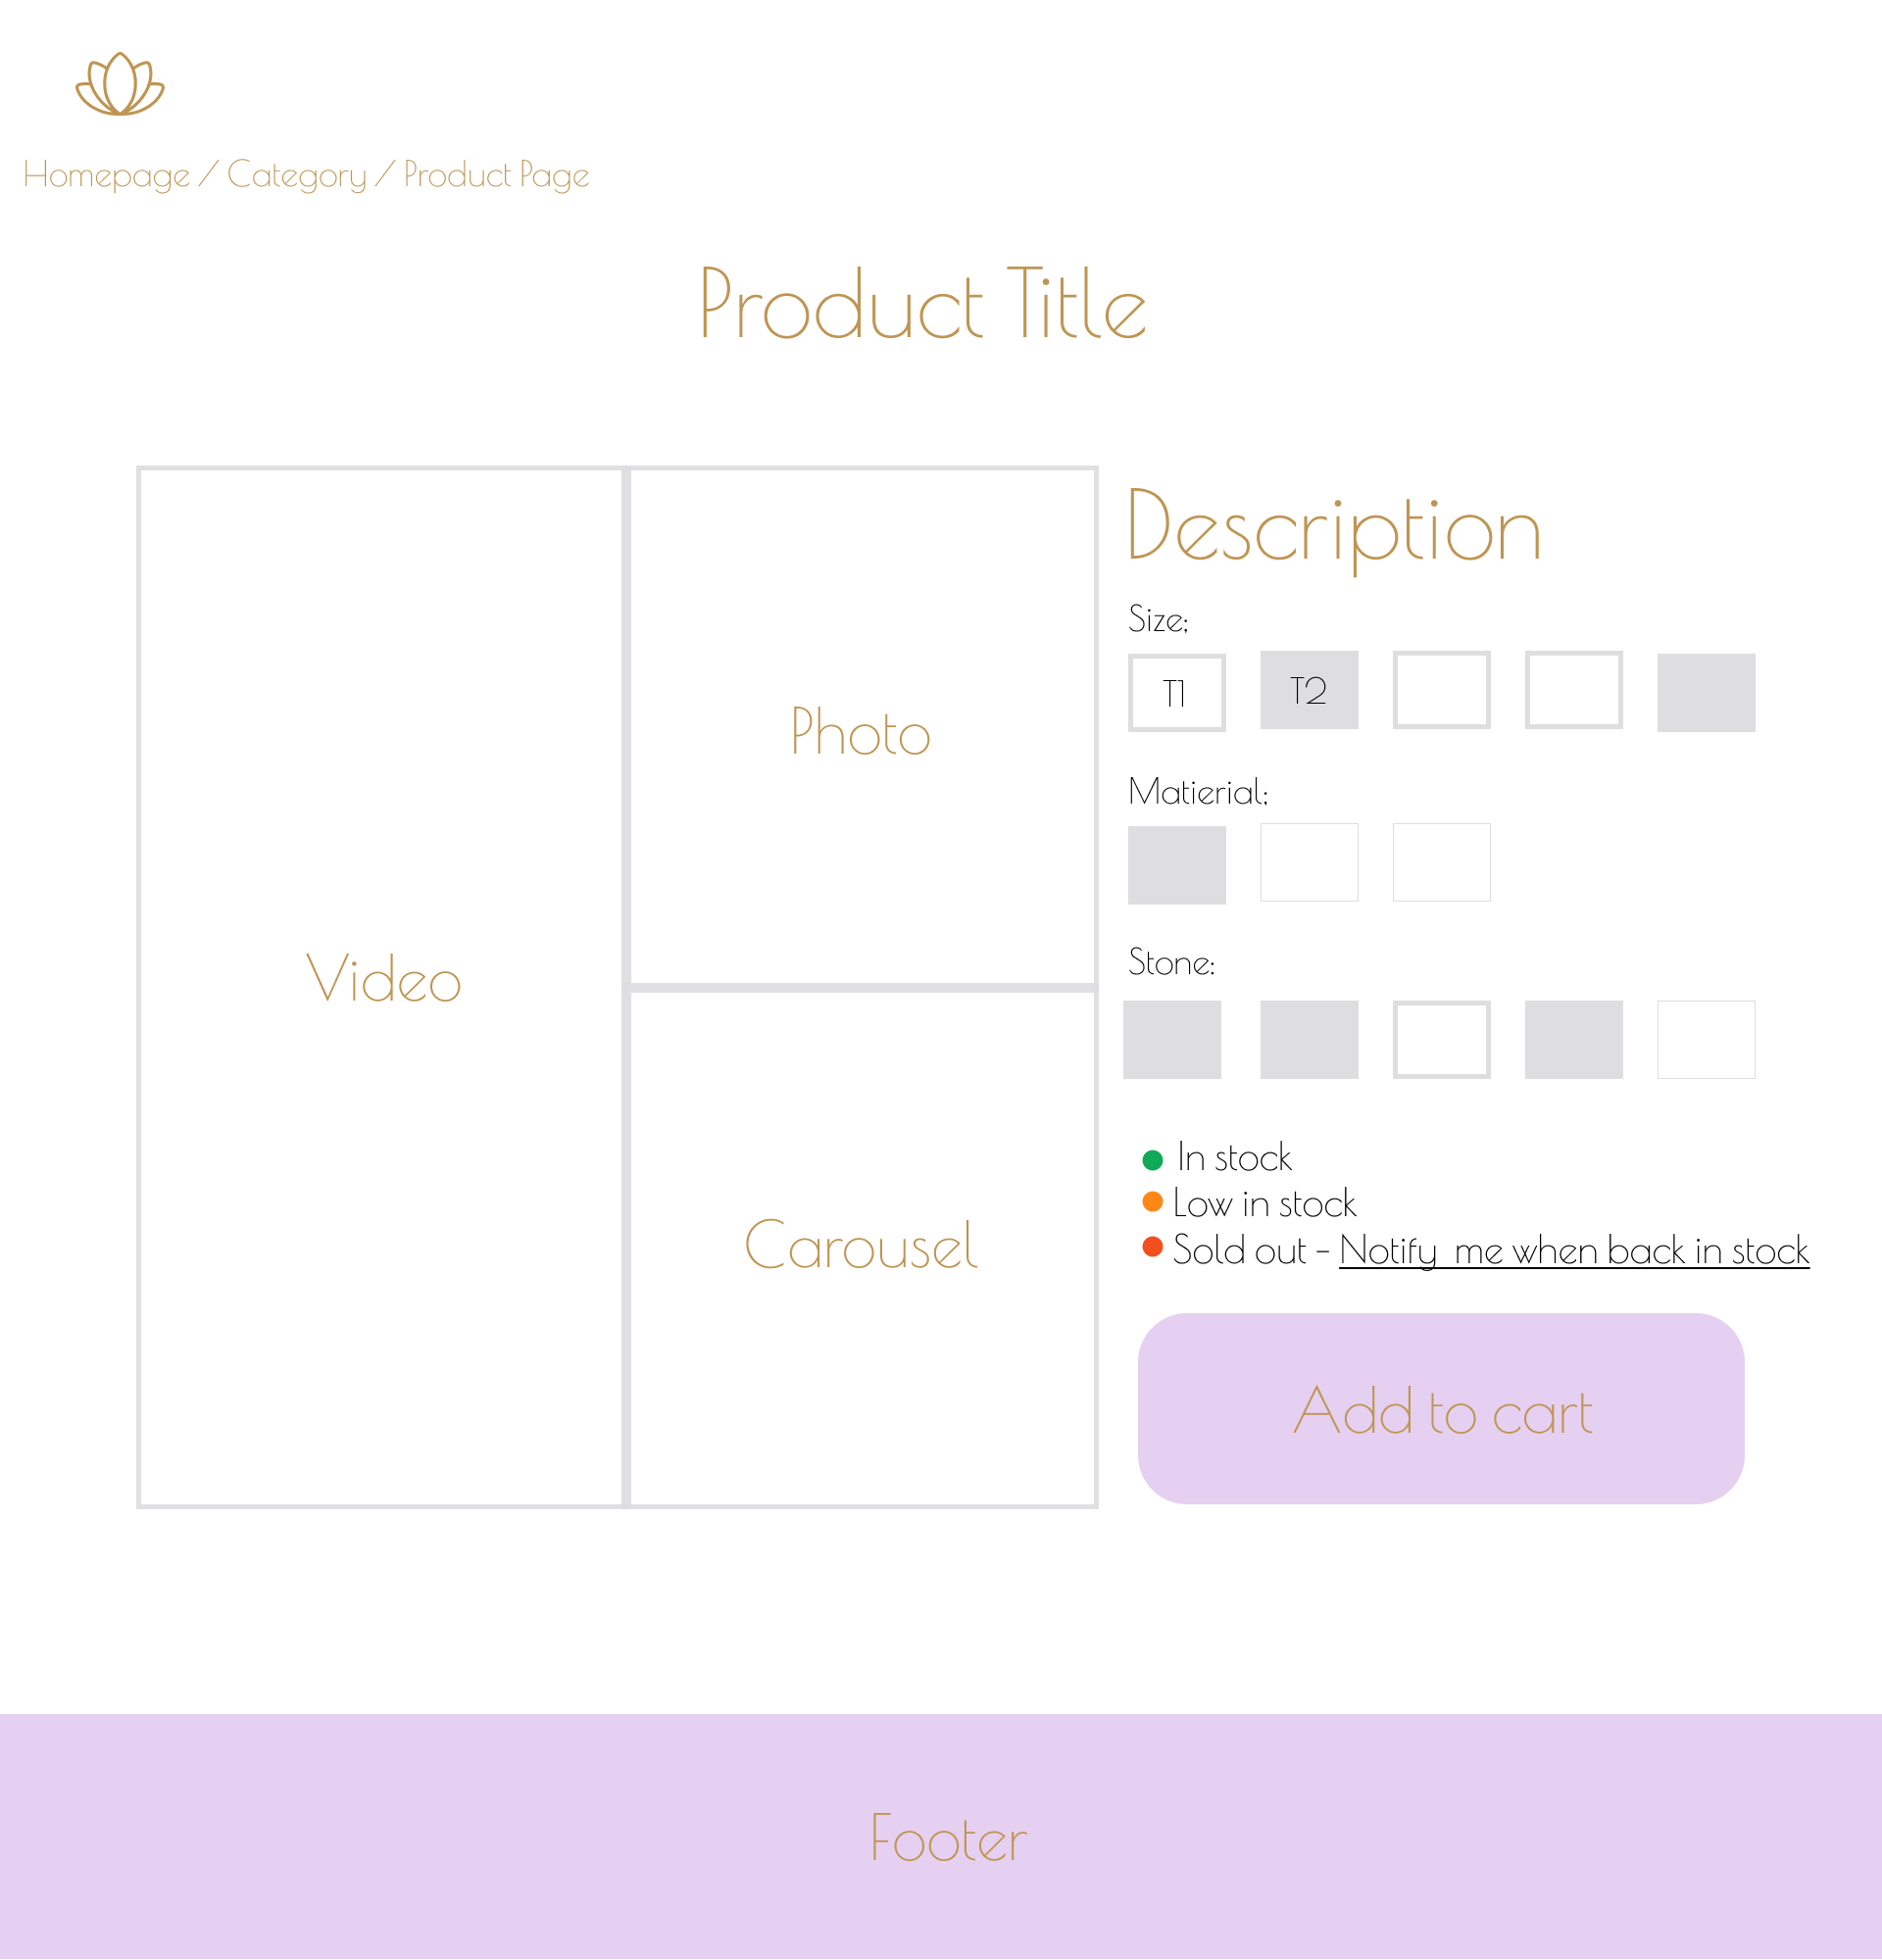 Homepage / Category / Product Page
Product Title
Description
Size;
T1
T2
Photo
Matierial;
Video
Stone:
In stock
Low in stock
Carousel
Sold out - Notify me when back in stock
Add to cart
Footer